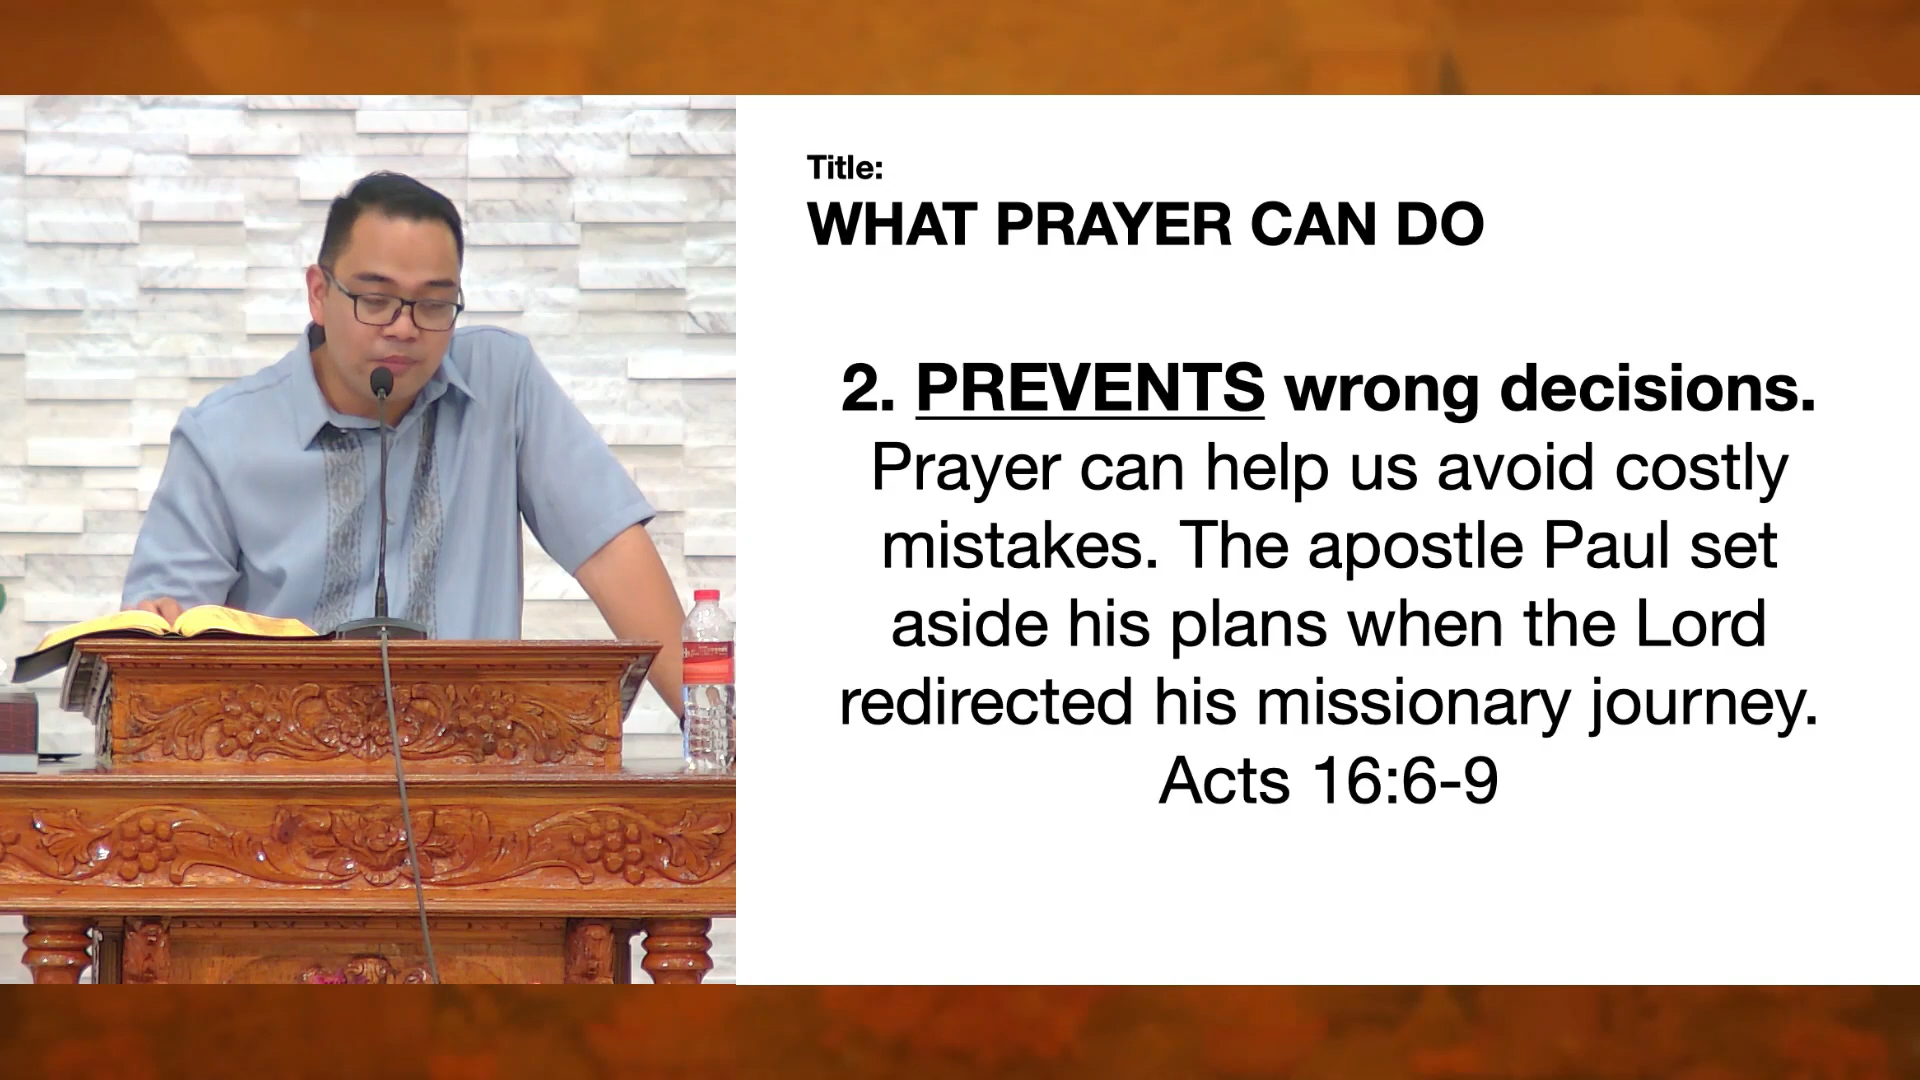 Title:
WHAT PRAYER CAN DO
2. PREVENTS wrong decisions.
Prayer can help us avoid costly
mistakes. The apostle Paul set
aside his plans when the Lord
redirected his missionary journey.
Acts 16:6-9